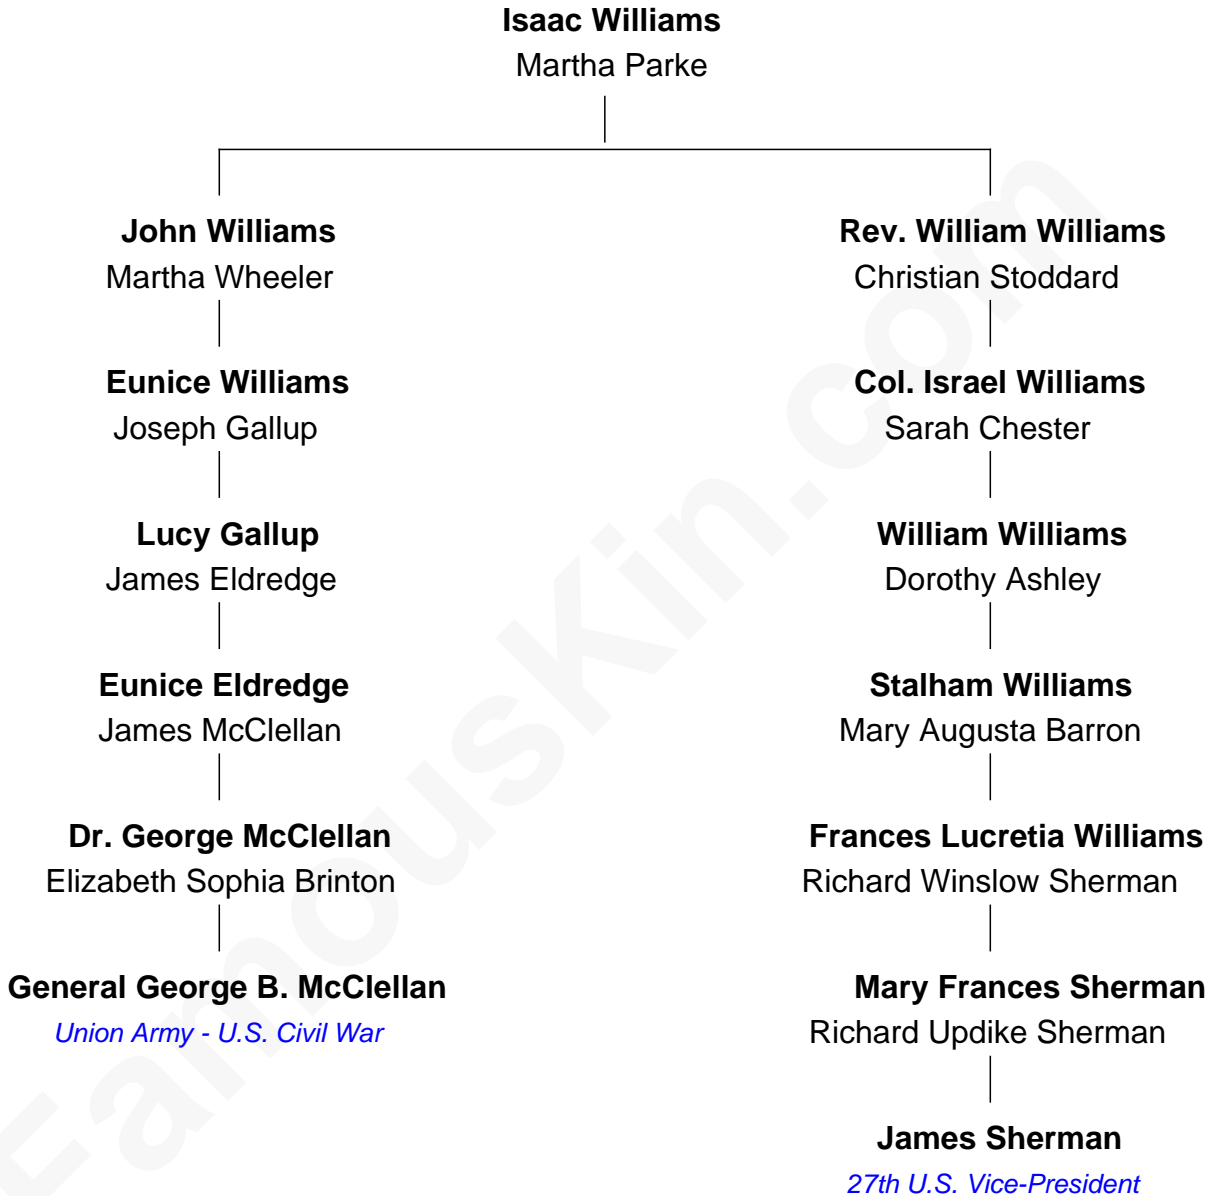 Isaac Williams
Martha Parke
John Williams
Martha Wheeler
Eunice Williams
Joseph Gallup
Lucy Gallup
James Eldredge
Eunice Eldredge
James McClellan
Dr. George McClellan
Elizabeth Sophia Brinton
General George B. McClellan
Union Army - U.S. Civil War
Rev. William Williams
Christian Stoddard
Col. Israel Williams
Sarah Chester
William Williams
Dorothy Ashley
Stalham Williams
Mary Augusta Barron
Frances Lucretia Williams
Richard Winslow Sherman
Mary Frances Sherman
Richard Updike Sherman
James Sherman
27th U.S. Vice-President
FamousKin.com